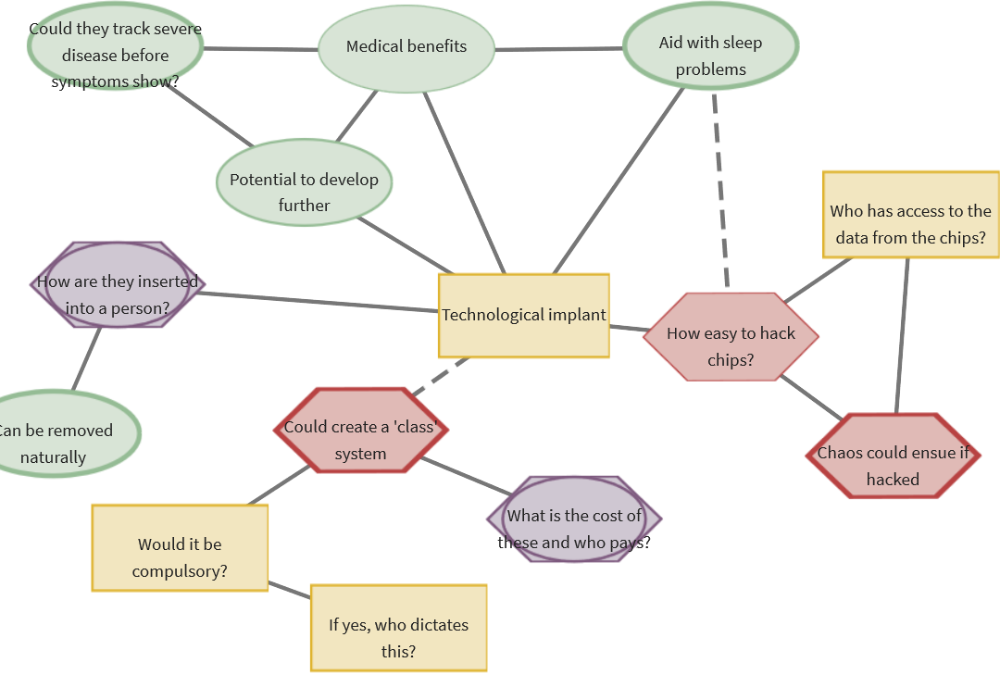 Could they track severe
disease before
symptoms show?
Medical benefits
Aid with sleep
problems
Potential to develop
further
Who has access to the
data from the chips?
How are they inserted
into a person?
Technological implant
How easy to hack
chips?
Can be removed
naturally
Could create a 'class'
system
Chaos could ensue if
hacked
What is the cost of
these and who pays?
Would it be
compulsory?
If yes, who dictates
this?